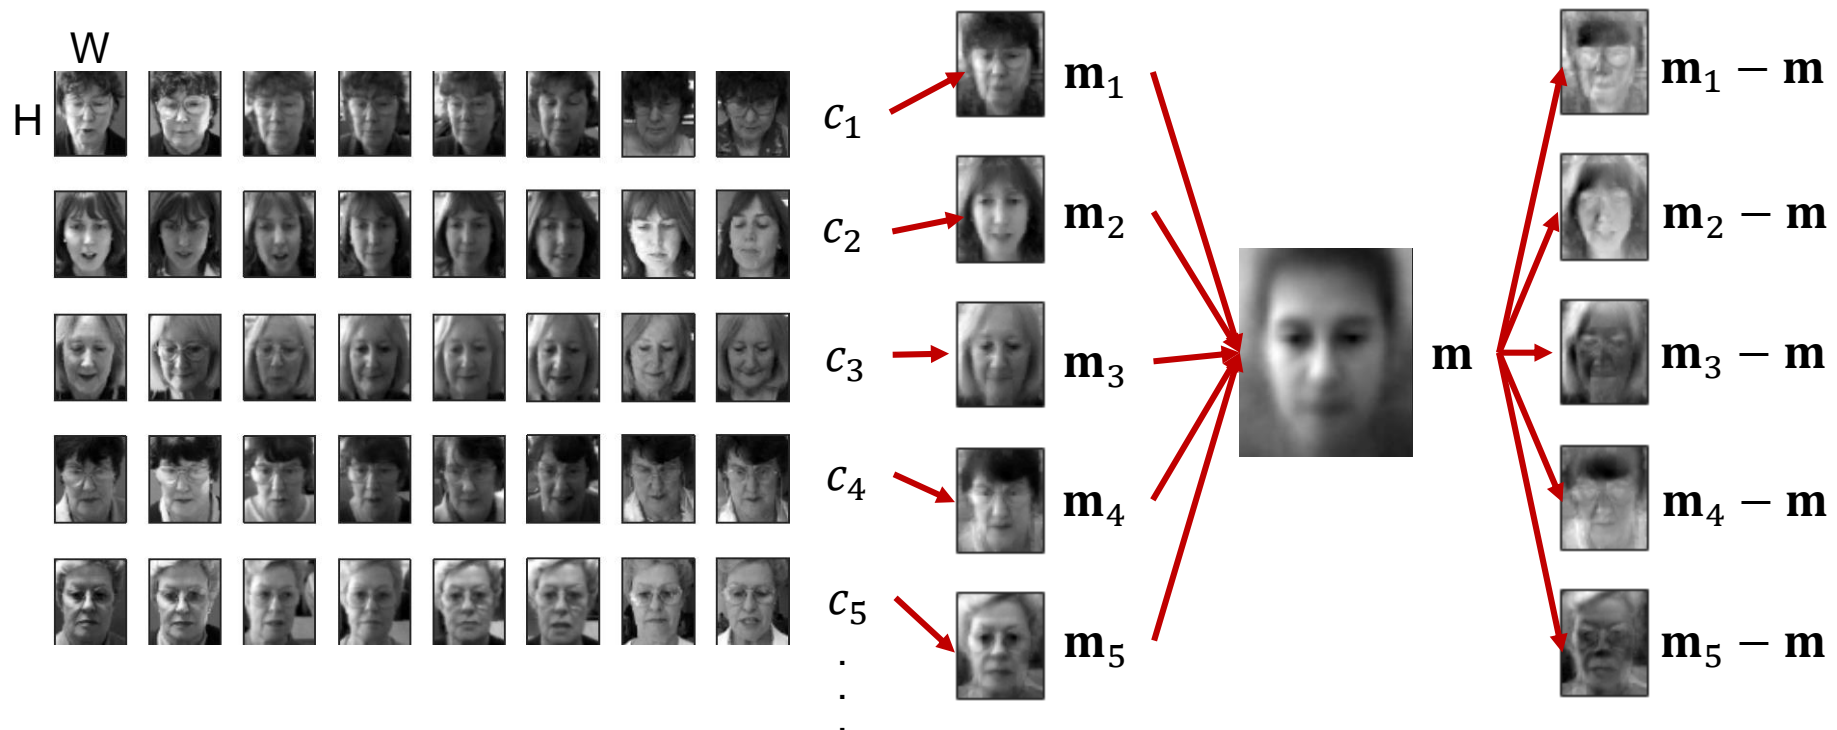 W
H
c₁
c₂
c₃
c₄
c₅
.
.
.
m₁
m₂
m₃
m₄
m₅
m
m₁ − m
m₂ − m
m₃ − m
m₄ − m
m₅ − m